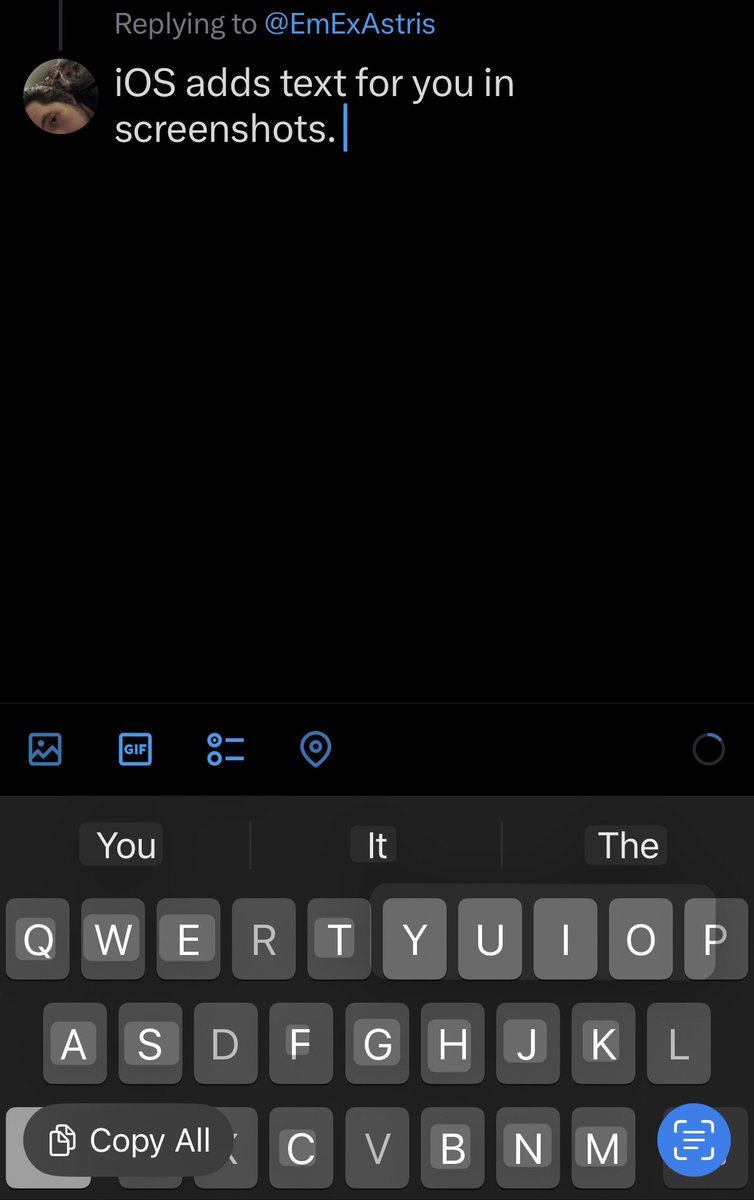 Replying to @EmExAstris
iOS adds text for you in
screenshots.
GIF
You It The
Q W E R T Y U I O P
A S D F G H J K L
Copy All C V B N M